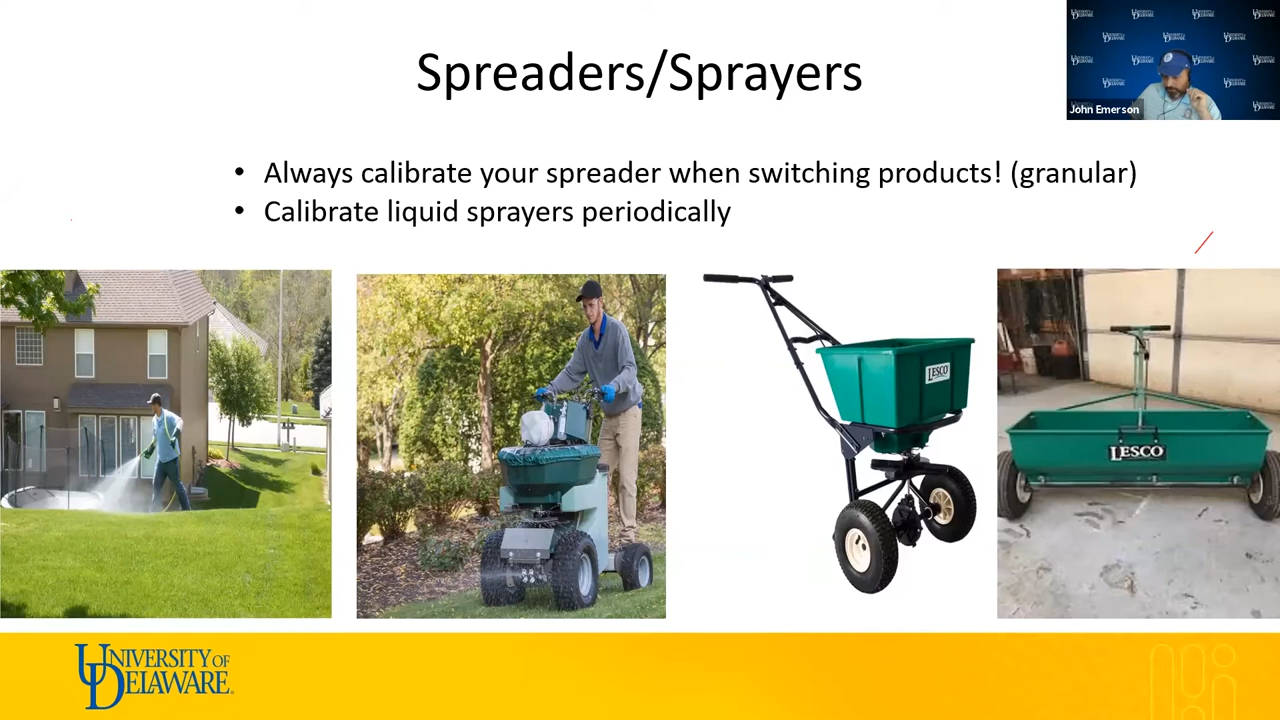 Spreaders/Sprayers
John Emerson
• Always calibrate your spreader when switching products! (granular)
• Calibrate liquid sprayers periodically
LESCO
LESCO
UNIVERSITY OF
DELAWARE